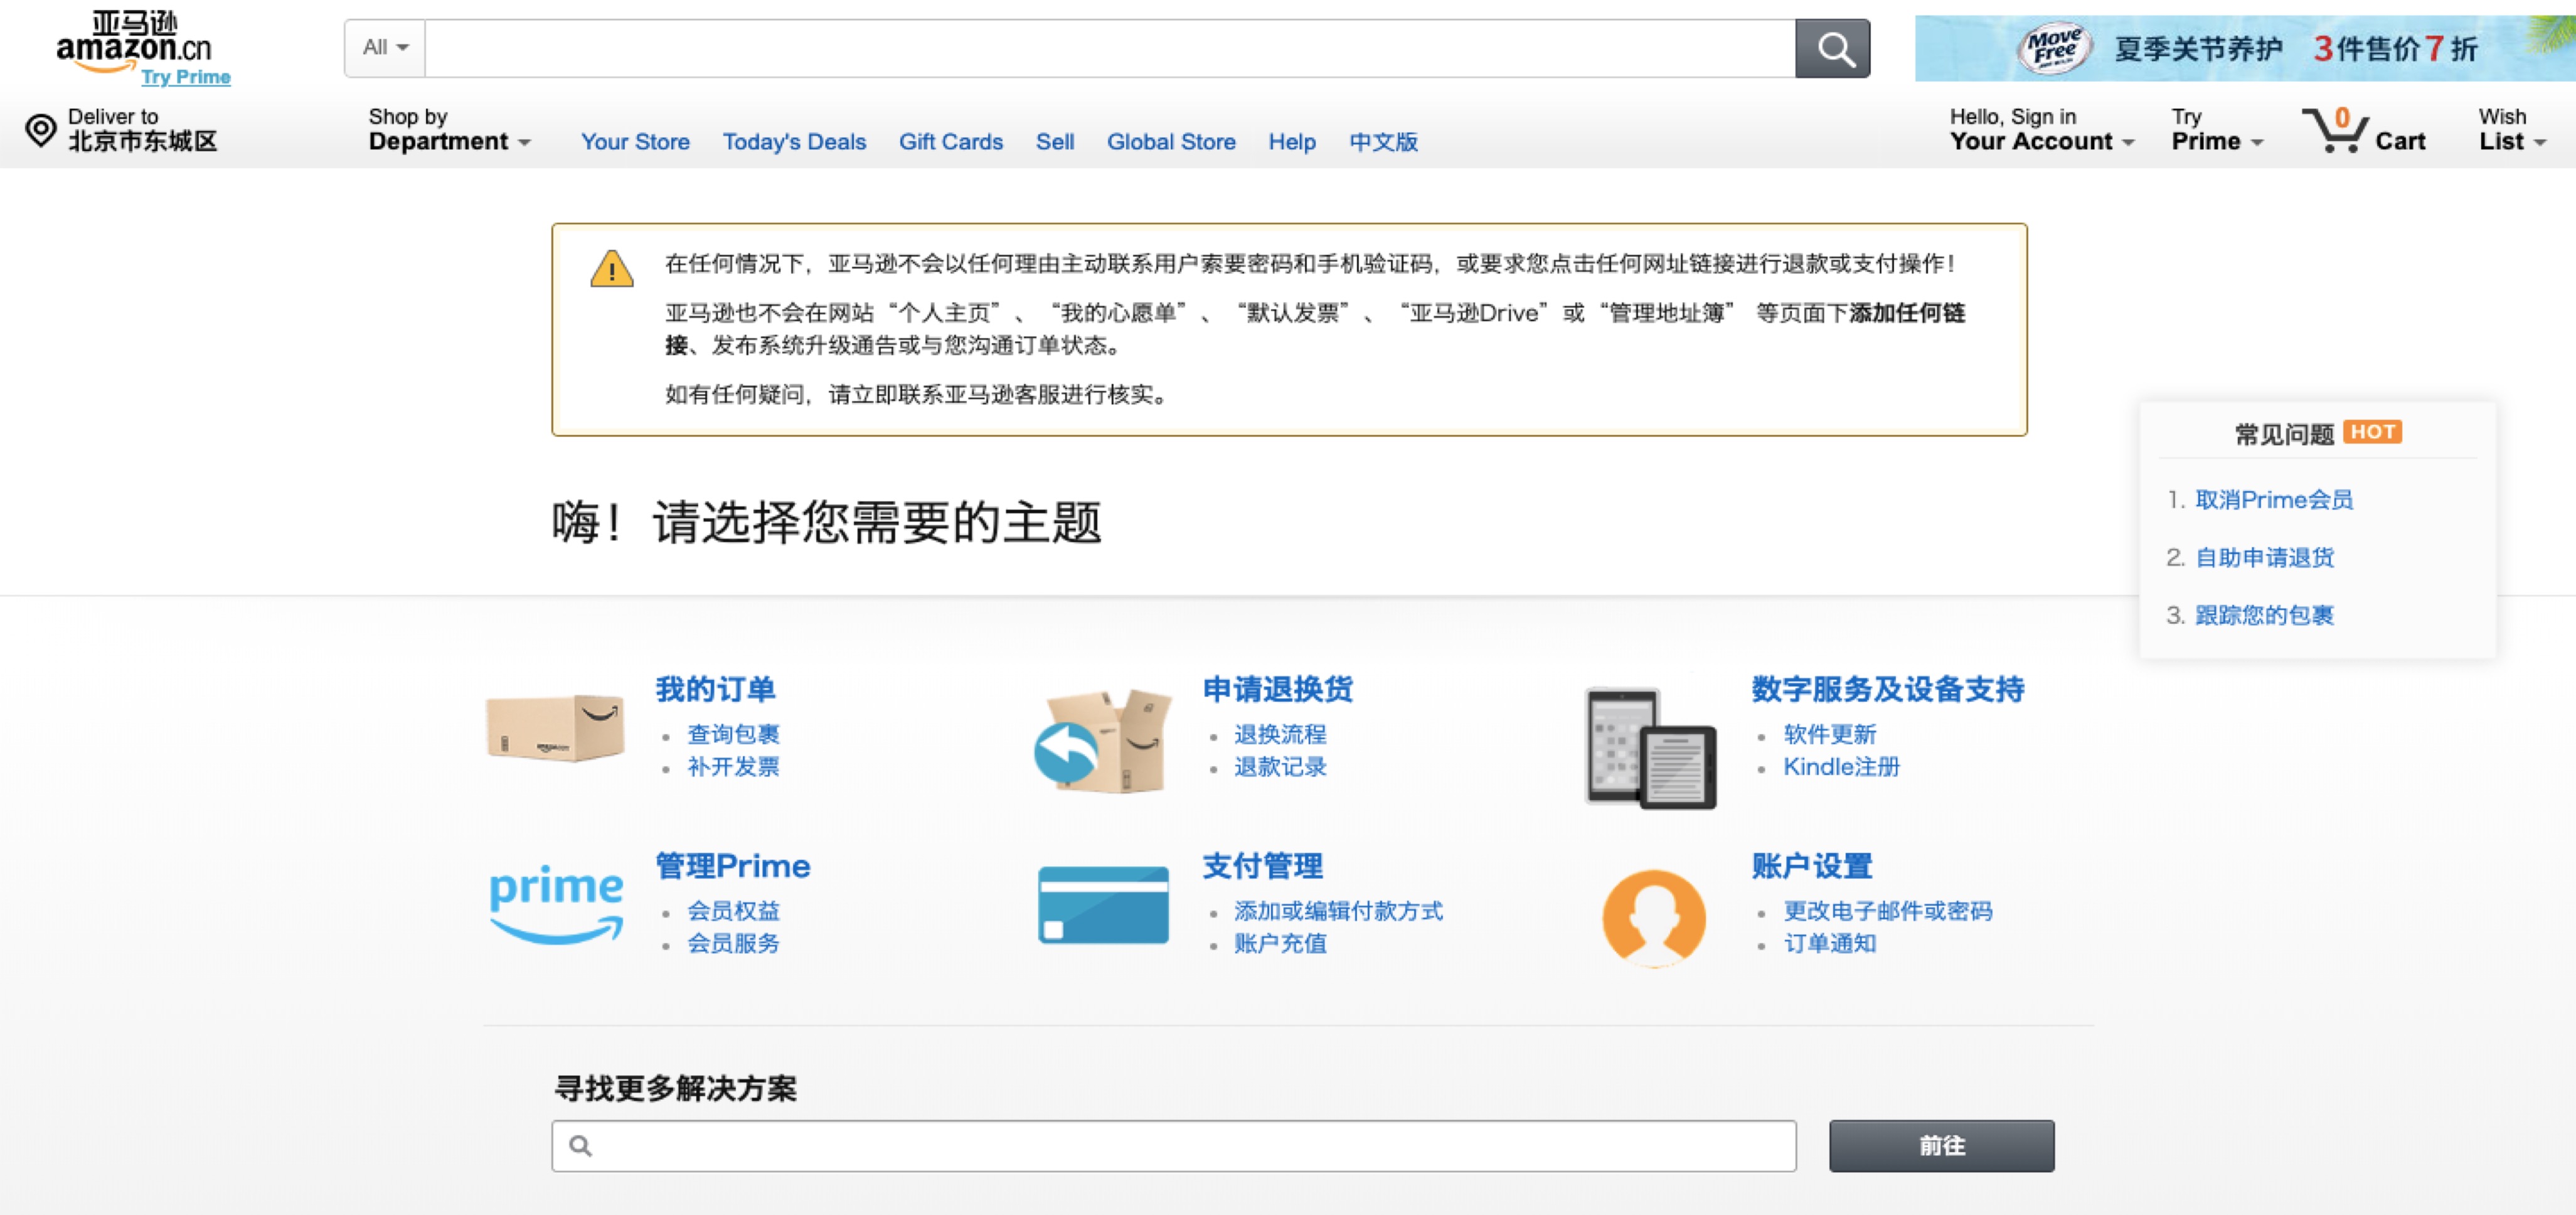 亚马逊
amazon.cn
Try Prime
All
Move Free 夏季关节养护 3件售价7折
Deliver to
北京市东城区
Shop by
Department
Your Store Today's Deals Gift Cards Sell Global Store Help 中文版
Hello, Sign in
Your Account
Try
Prime
0
Cart
Wish
List
在任何情况下，亚马逊不会以任何理由主动联系用户索要密码和手机验证码，或要求您点击任何网址链接进行退款或支付操作！
亚马逊也不会在网站“个人主页”、“我的心愿单”、“默认发票”、“亚马逊Drive”或“管理地址簿” 等页面下添加任何链
接、发布系统升级通告或与您沟通订单状态。
如有任何疑问，请立即联系亚马逊客服进行核实。
常见问题 HOT
1. 取消Prime会员
2. 自助申请退货
3. 跟踪您的包裹
嗨！请选择您需要的主题
我的订单
查询包裹
补开发票
申请退换货
退换流程
退款记录
数字服务及设备支持
软件更新
Kindle注册
prime
管理Prime
会员权益
会员服务
支付管理
添加或编辑付款方式
账户充值
账户设置
更改电子邮件或密码
订单通知
寻找更多解决方案
前往